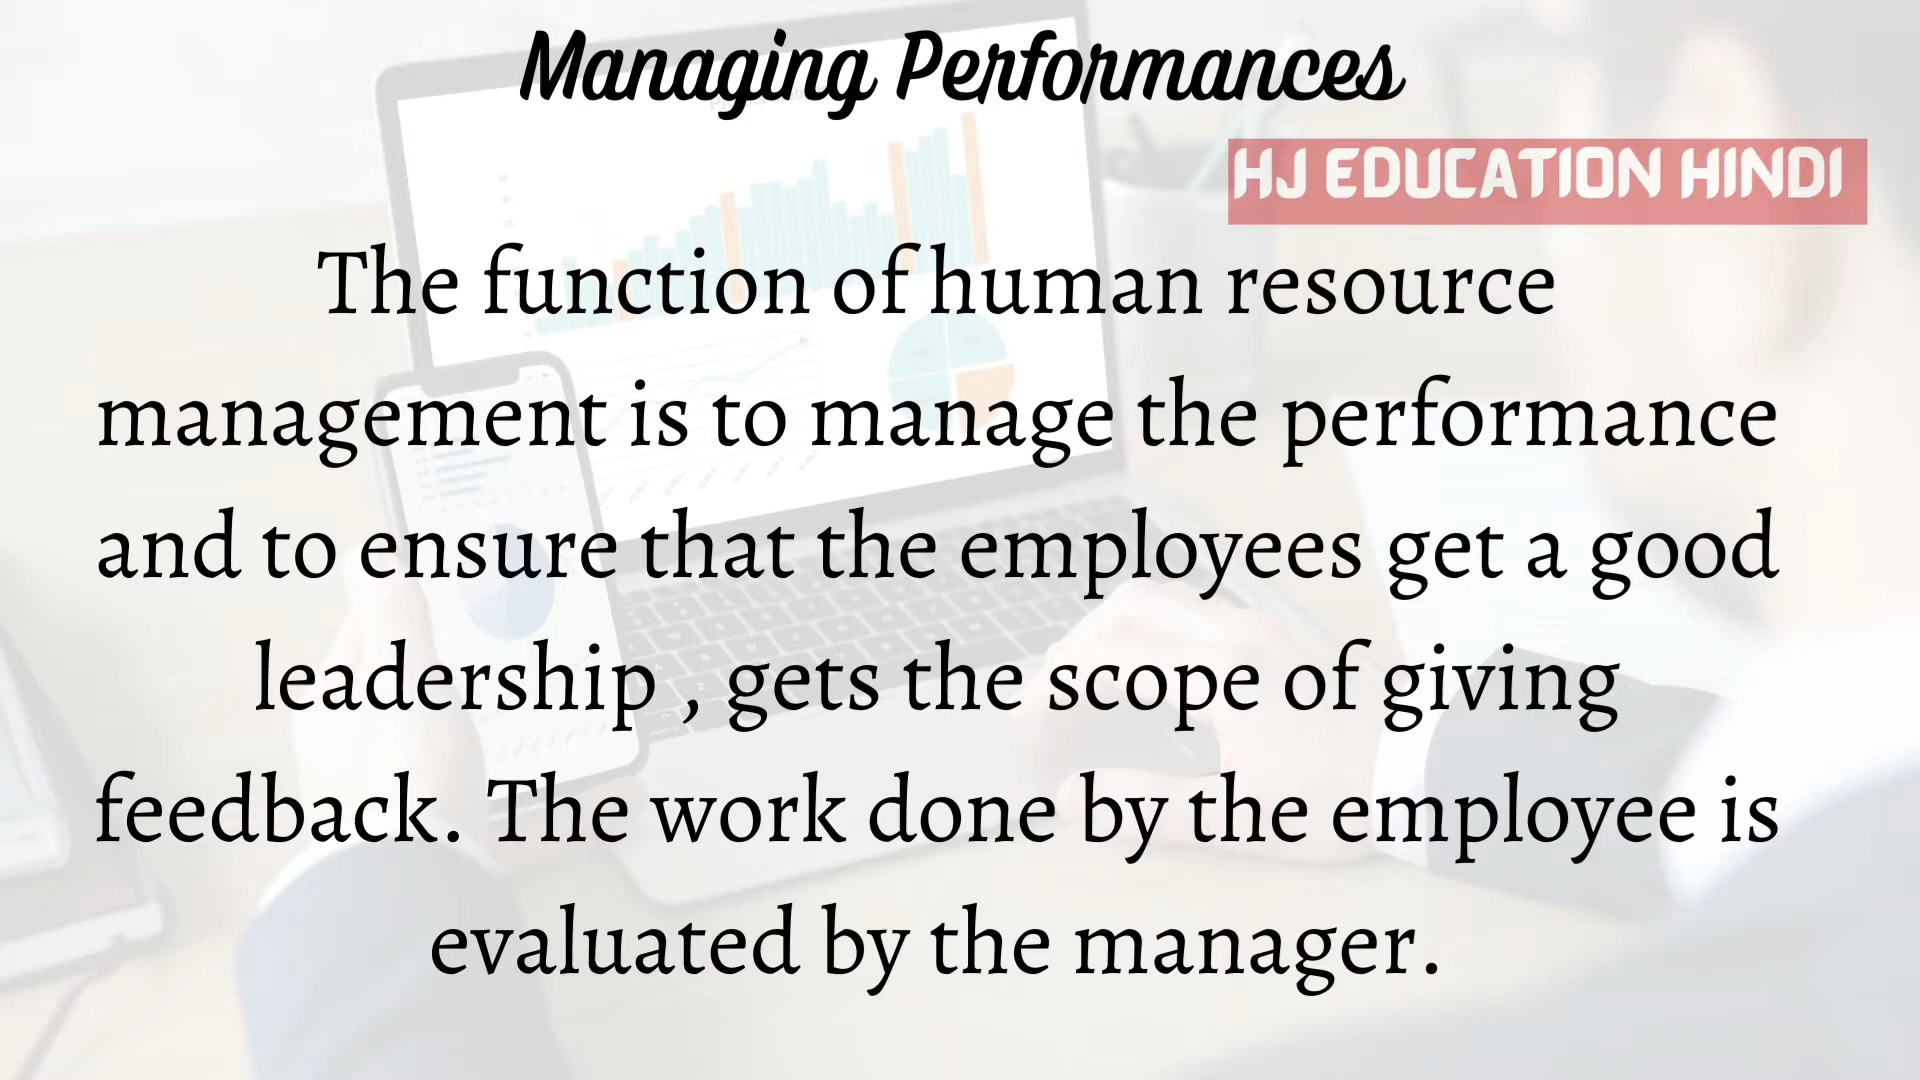 Managing Performances
HJ EDUCATION HINDI
The function of human resource
management is to manage the performance
and to ensure that the employees get a good
leadership , gets the scope of giving
feedback. The work done by the employee is
evaluated by the manager.